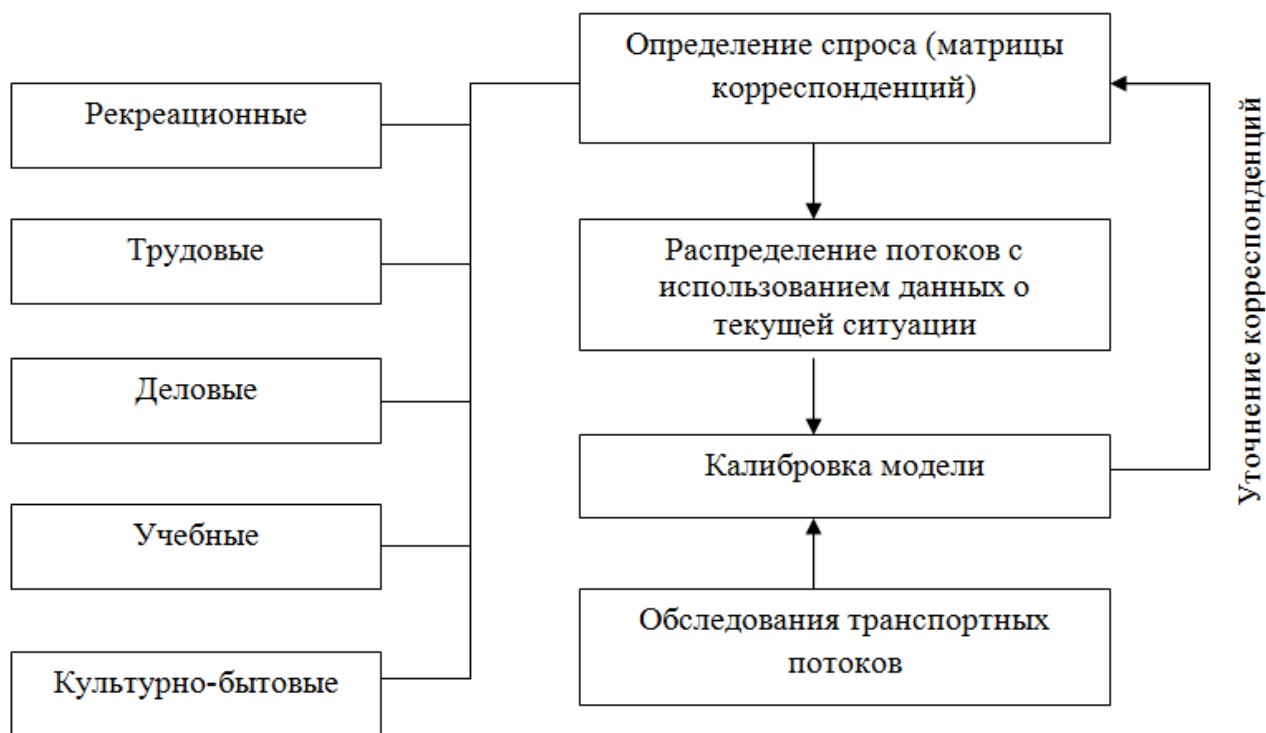 Определение спроса (матрицы
корреспонденций)
Рекреационные
Трудовые
Деловые
Учебные
Культурно-бытовые
Распределение потоков с
использованием данных о
текущей ситуации
Калибровка модели
Обследования транспортных
потоков
Уточнение корреспонденций